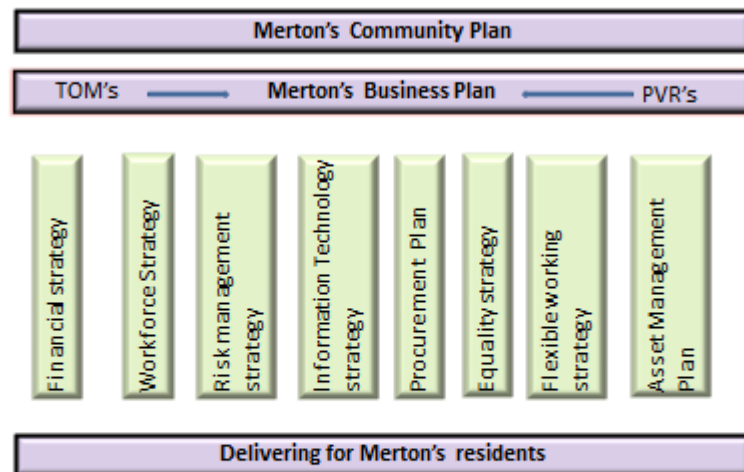 Merton's Community Plan
TOM's Merton's Business Plan PVR's
Financial strategy
Workforce Strategy
Risk management
strategy
Information Technology
strategy
Procurement Plan
Equality strategy
Flexible working
strategy
Asset Management
Plan
Delivering for Merton's residents